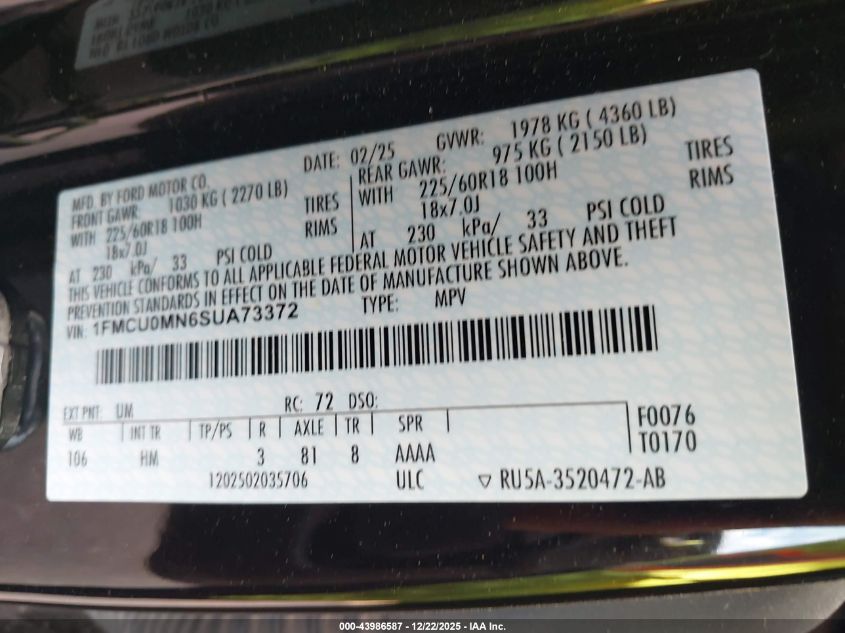 MFD. BY FORD MOTOR CO. DATE: 02/25 GVWR: 1978 KG ( 4360 LB)
FRONT GAWR: 1030 KG ( 2270 LB) REAR GAWR: 975 KG ( 2150 LB)
WITH 225/60R18 100H TIRES WITH 225/60R18 100H TIRES
18x7.0J RIMS 18x7.0J RIMS
AT 230 kPa/ 33 PSI COLD AT 230 kPa/ 33 PSI COLD
THIS VEHICLE CONFORMS TO ALL APPLICABLE FEDERAL MOTOR VEHICLE SAFETY AND THEFT
PREVENTION STANDARDS IN EFFECT ON THE DATE OF MANUFACTURE SHOWN ABOVE.
VIN: 1FMCU0MN6SUA73372 TYPE: MPV
EXT PNT: UM RC: 72 DSO:
WB INT TR TP/PS R AXLE TR SPR F0076
106 HM 3 81 8 AAAA T0170
1202502035706 ULC ▽ RU5A-3520472-AB
000-43986587 - 12/22/2025 - IAA Inc.